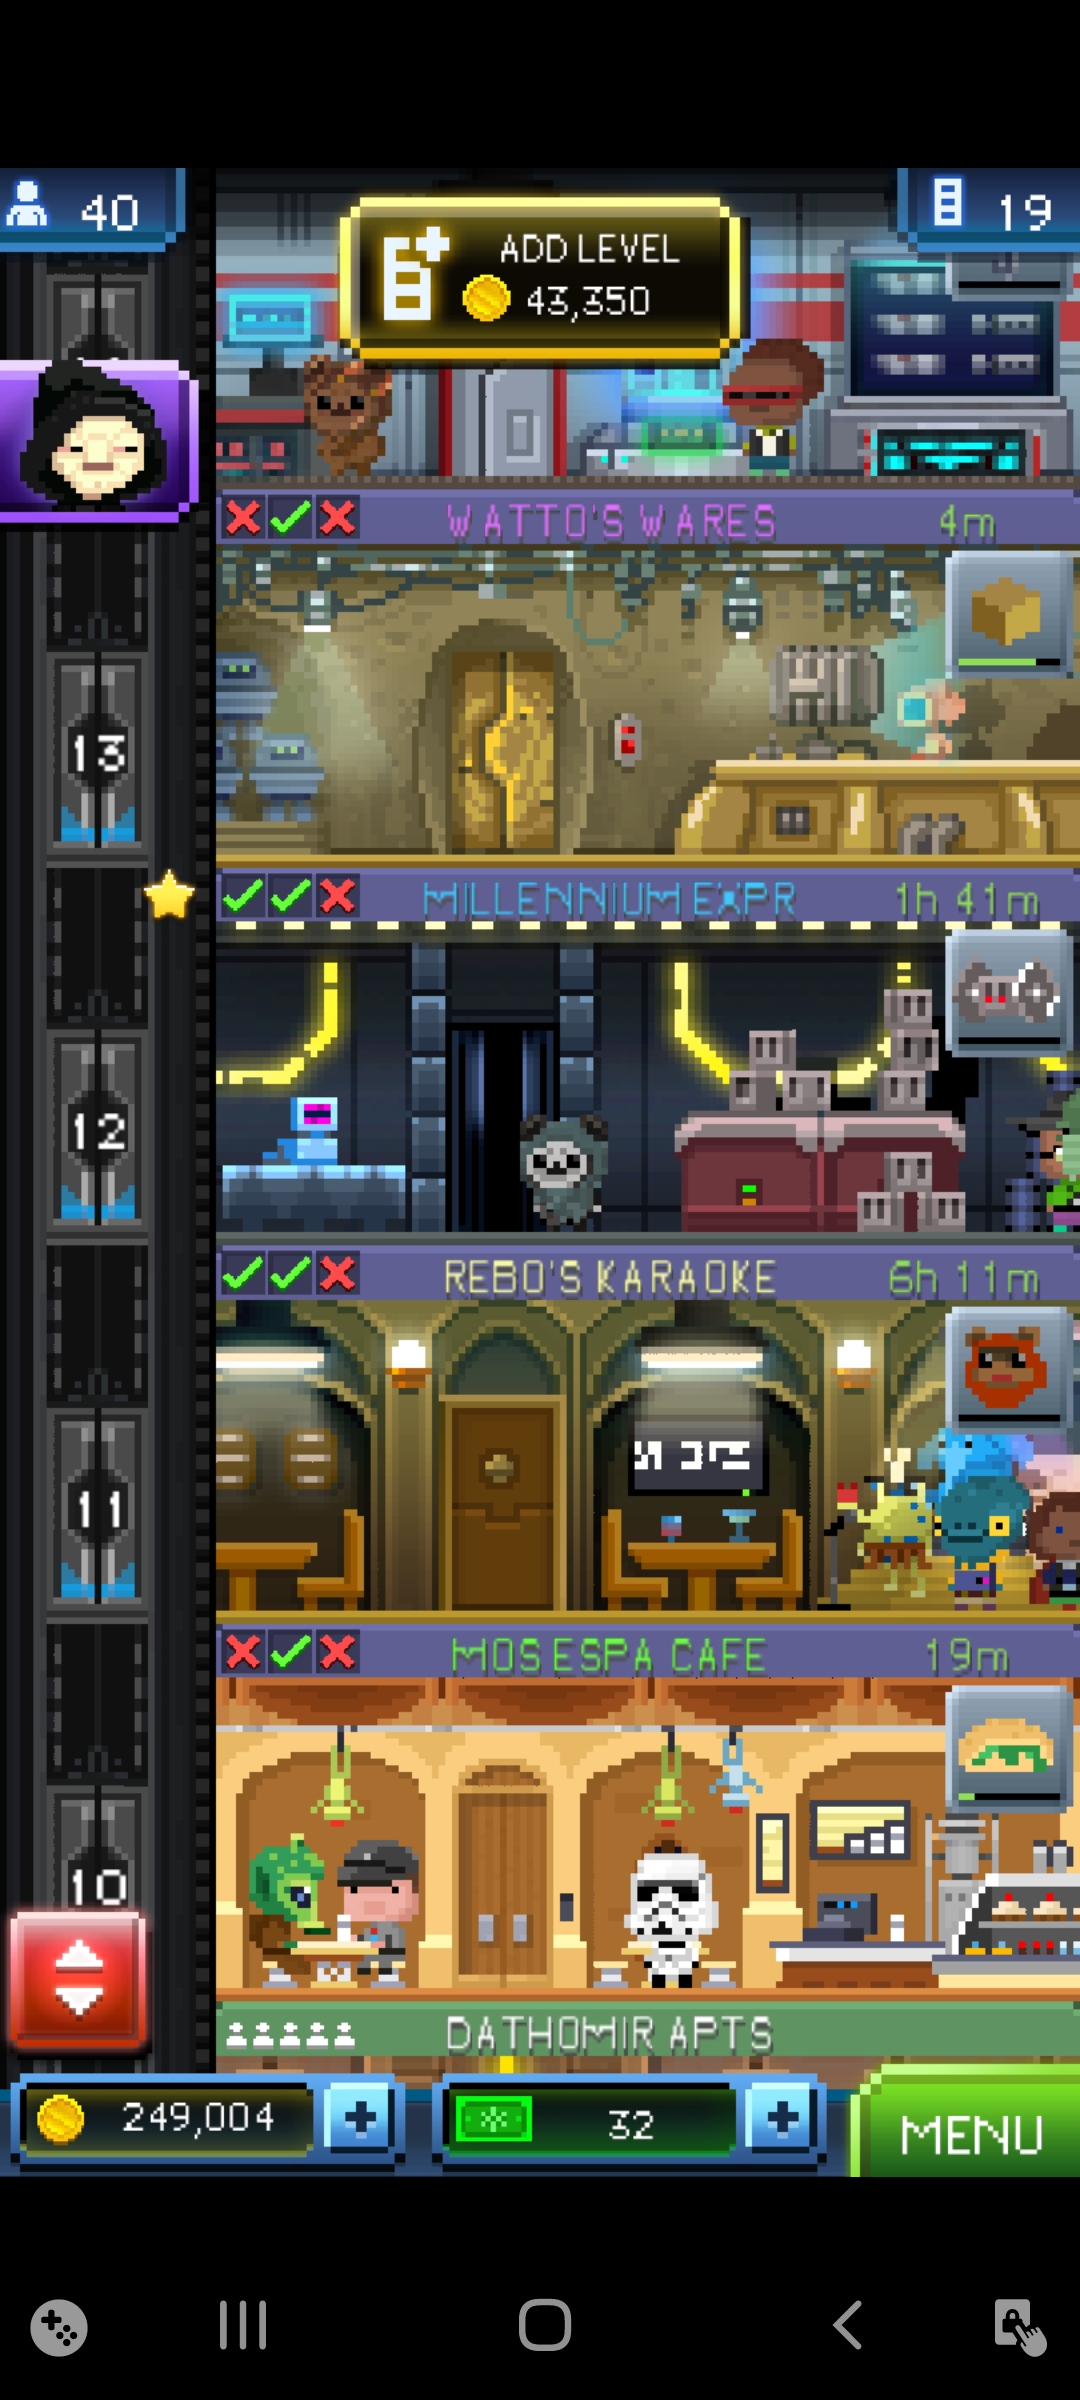 40
ADD LEVEL
43,350
19
WATTO'S WARES 4m
13
MILLENNIUM EXPR 1h 41m
12
REBO'S KARAOKE 6h 11m
11
MOS ESPA CAFE 19m
10
DATHOMIR APTS
249,004 + 32 + MENU